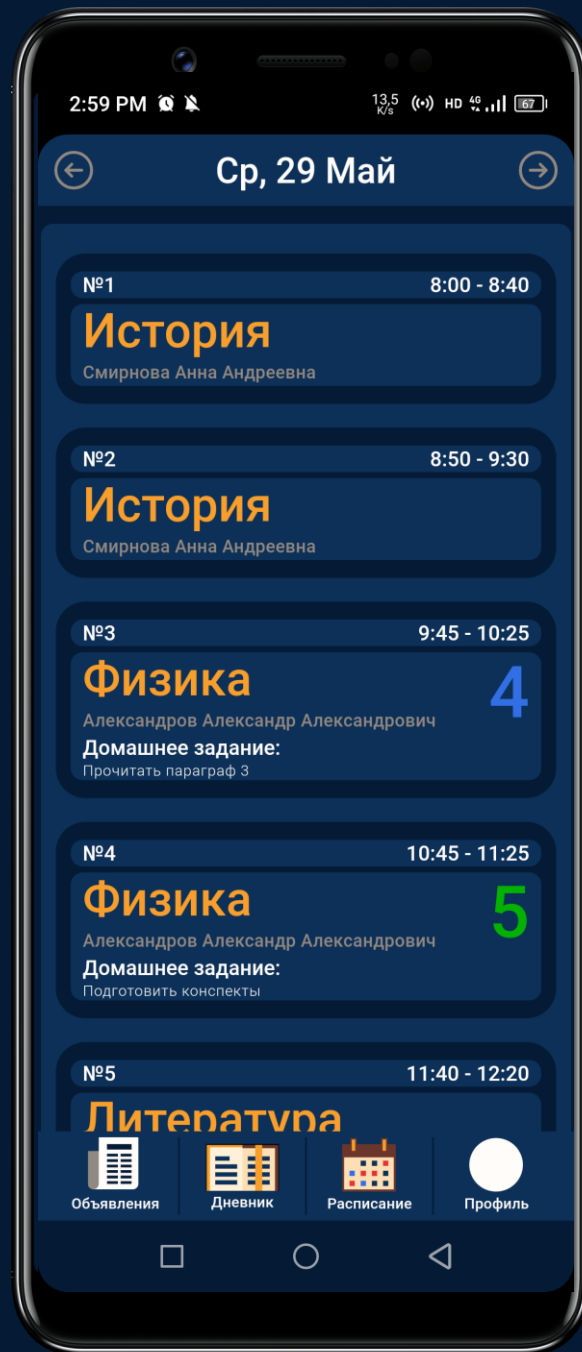 2:59 PM 13,5 K/s HD 4G 67
Ср, 29 Май
№1 8:00 - 8:40
История
Смирнова Анна Андреевна
№2 8:50 - 9:30
История
Смирнова Анна Андреевна
№3 9:45 - 10:25
Физика 4
Александров Александр Александрович
Домашнее задание:
Прочитать параграф 3
№4 10:45 - 11:25
Физика 5
Александров Александр Александрович
Домашнее задание:
Подготовить конспекты
№5 11:40 - 12:20
Литература
Объявления Дневник Расписание Профиль